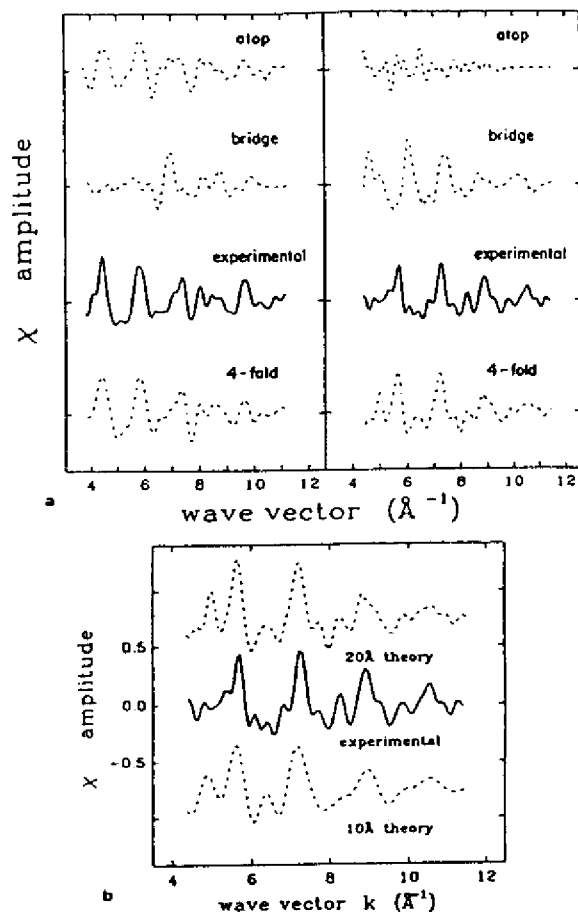 atop
atop
bridge
bridge
experimental
experimental
4-fold
4-fold
χ amplitude
4 6 8 10
4 6 8 10
a
wave vector (Å⁻¹)
0.5
0.0
-0.5
20Å theory
experimental
10Å theory
χ amplitude
4 6 8 10 12
b
wave vector k (Å⁻¹)